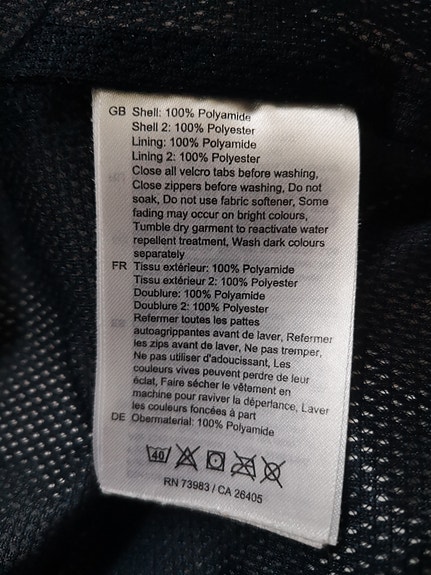 GB Shell: 100% Polyamide
Shell 2: 100% Polyester
Lining: 100% Polyamide
Lining 2: 100% Polyester
Close all velcro tabs before washing,
Close zippers before washing, Do not
soak, Do not use fabric softener, Some
fading may occur on bright colours,
Tumble dry garment to reactivate water
repellent treatment, Wash dark colours
separately
FR Tissu extérieur: 100% Polyamide
Tissu extérieur 2: 100% Polyester
Doublure: 100% Polyamide
Doublure 2: 100% Polyester
Refermer toutes les pattes
autoagrippantes avant de laver, Refermer
les zips avant de laver, Ne pas tremper,
Ne pas utiliser d'adoucissant, Les
couleurs vives peuvent perdre de leur
éclat, Faire sécher le vêtement en
machine pour raviver la déperlance, Laver
les couleurs foncées à part
DE Obermaterial: 100% Polyamide
40
RN 73983 / CA 26405